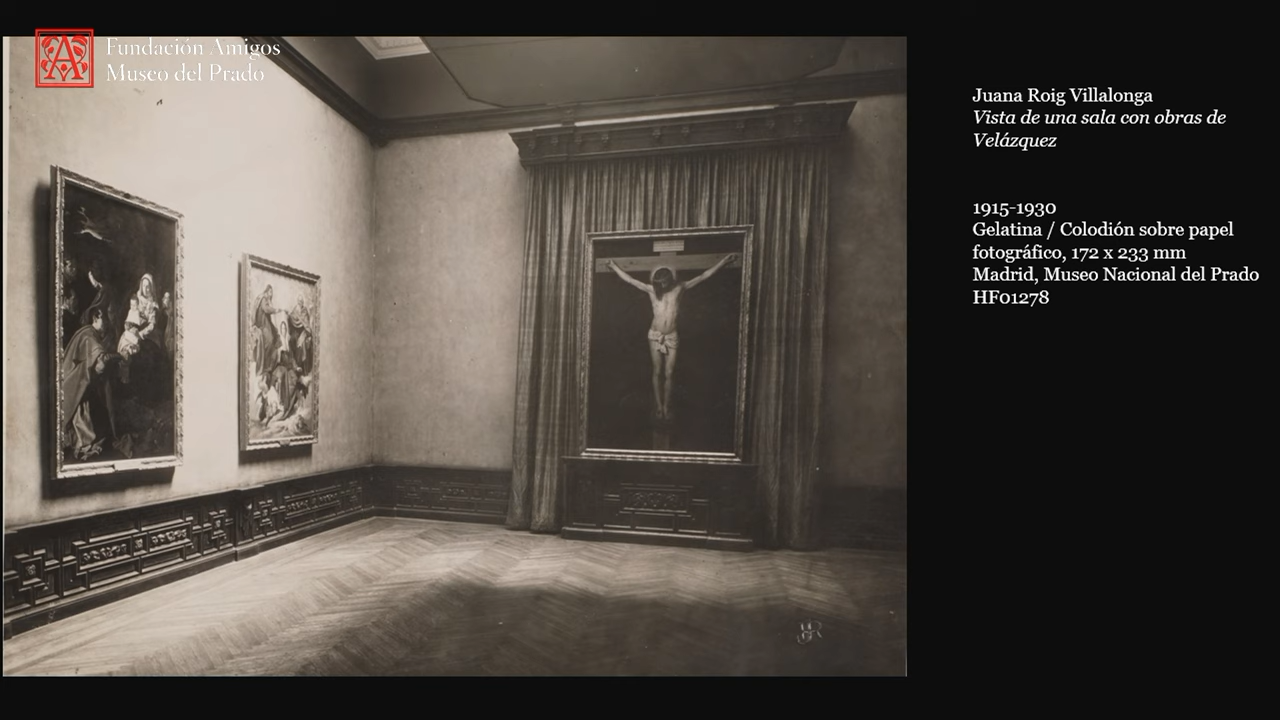 Fundación Amigos
Museo del Prado
Juana Roig Villalonga
Vista de una sala con obras de
Velázquez
1915-1930
Gelatina / Colodión sobre papel
fotográfico, 172 x 233 mm
Madrid, Museo Nacional del Prado
HF01278